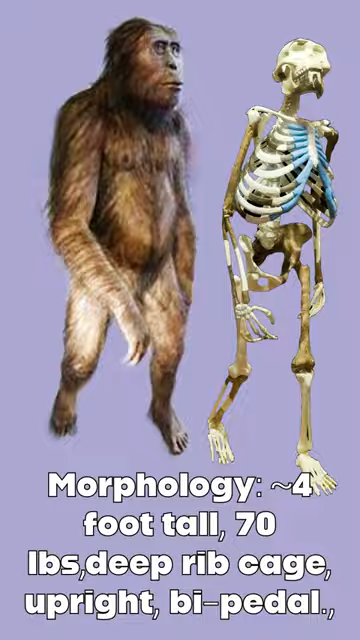 Morphology: ~4
foot tall, 70
lbs,deep rib cage,
upright, bi-pedal.,